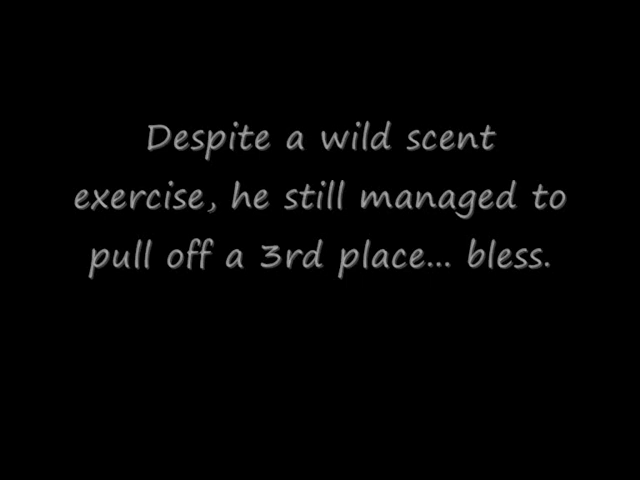 Despite a wild scent
exercise, he still managed to
pull off a 3rd place... bless.